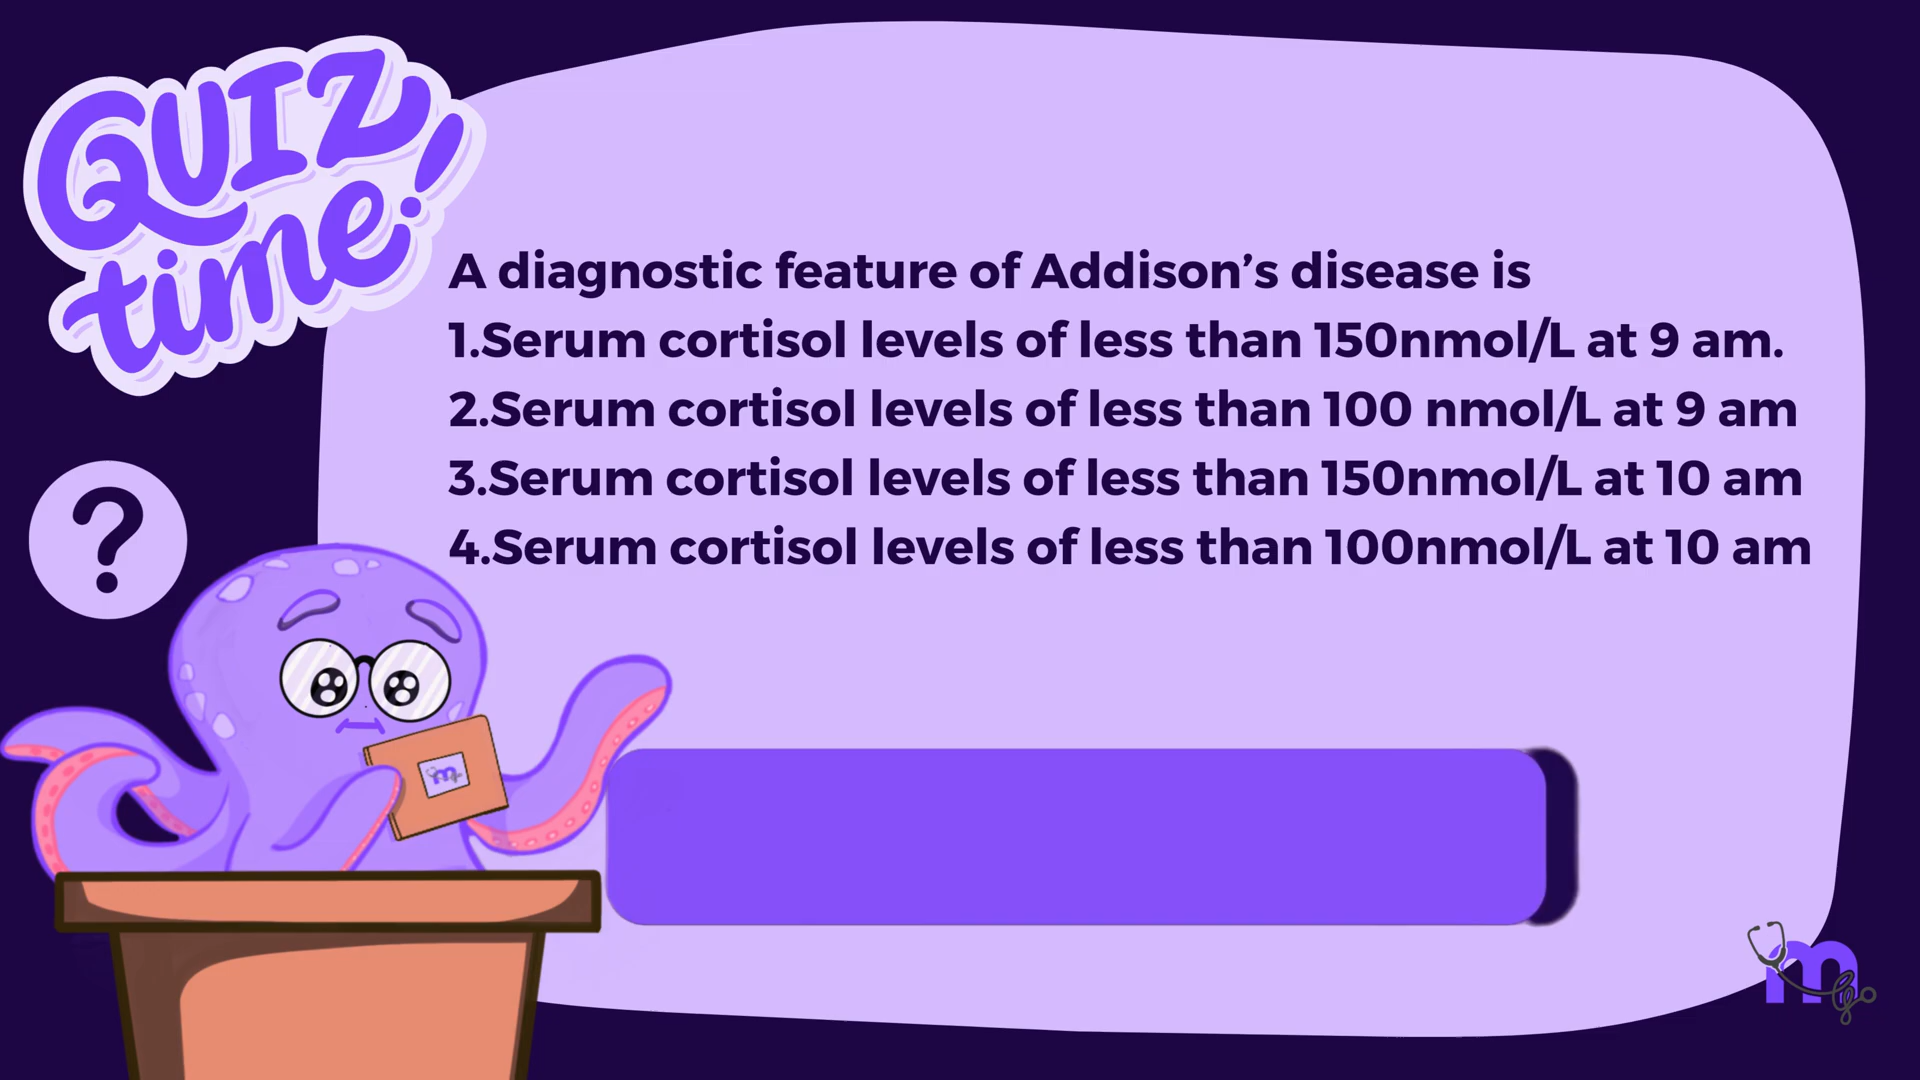 QUIZ
time!
A diagnostic feature of Addison’s disease is
1.Serum cortisol levels of less than 150nmol/L at 9 am.
2.Serum cortisol levels of less than 100 nmol/L at 9 am
3.Serum cortisol levels of less than 150nmol/L at 10 am
4.Serum cortisol levels of less than 100nmol/L at 10 am
?
m
go